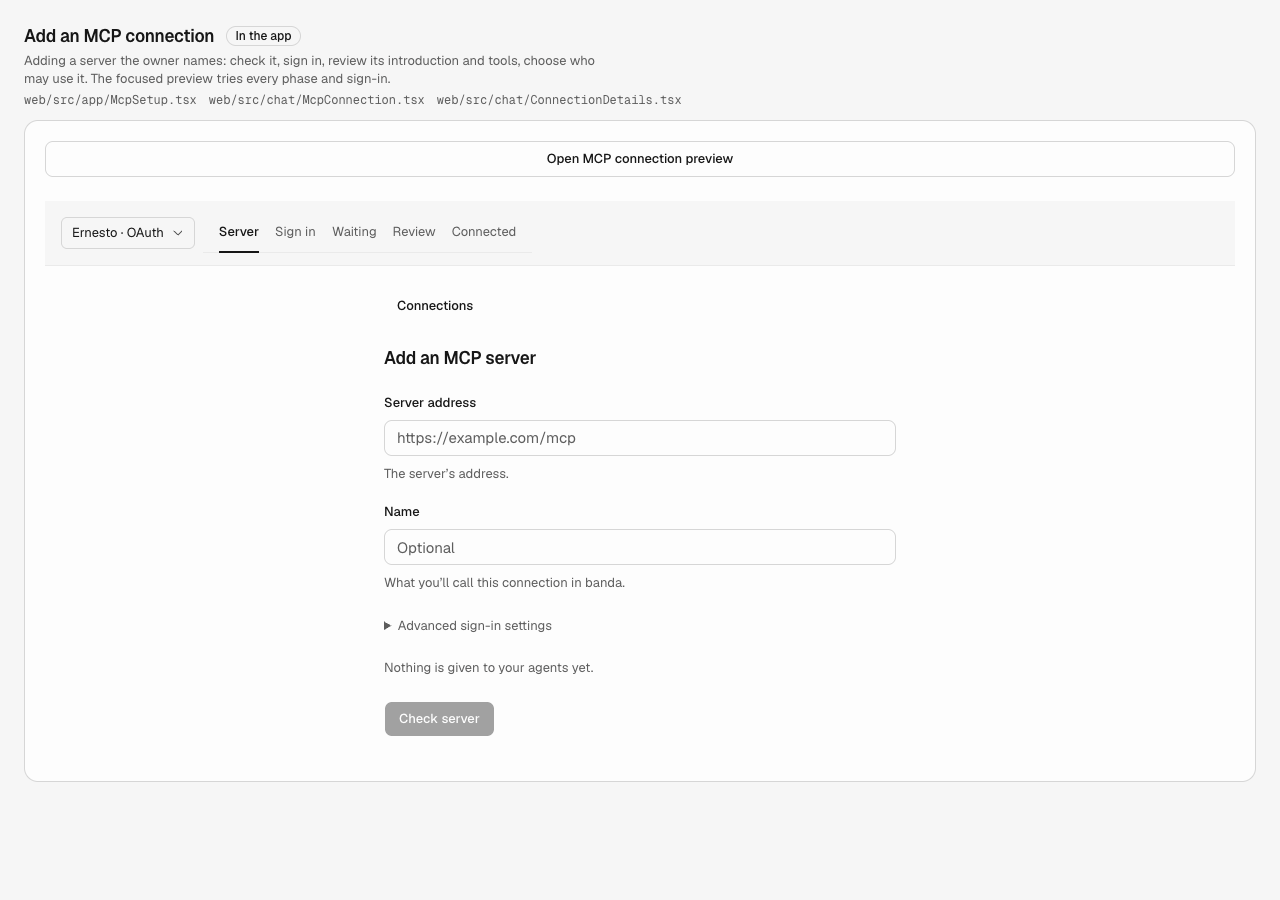 Add an MCP connection In the app
Adding a server the owner names: check it, sign in, review its introduction and tools, choose who
may use it. The focused preview tries every phase and sign-in.
web/src/app/McpSetup.tsx web/src/chat/McpConnection.tsx web/src/chat/ConnectionDetails.tsx
Open MCP connection preview
Ernesto · OAuth Server Sign in Waiting Review Connected
Connections
Add an MCP server
Server address
https://example.com/mcp
The server's address.
Name
Optional
What you'll call this connection in banda.
Advanced sign-in settings
Nothing is given to your agents yet.
Check server